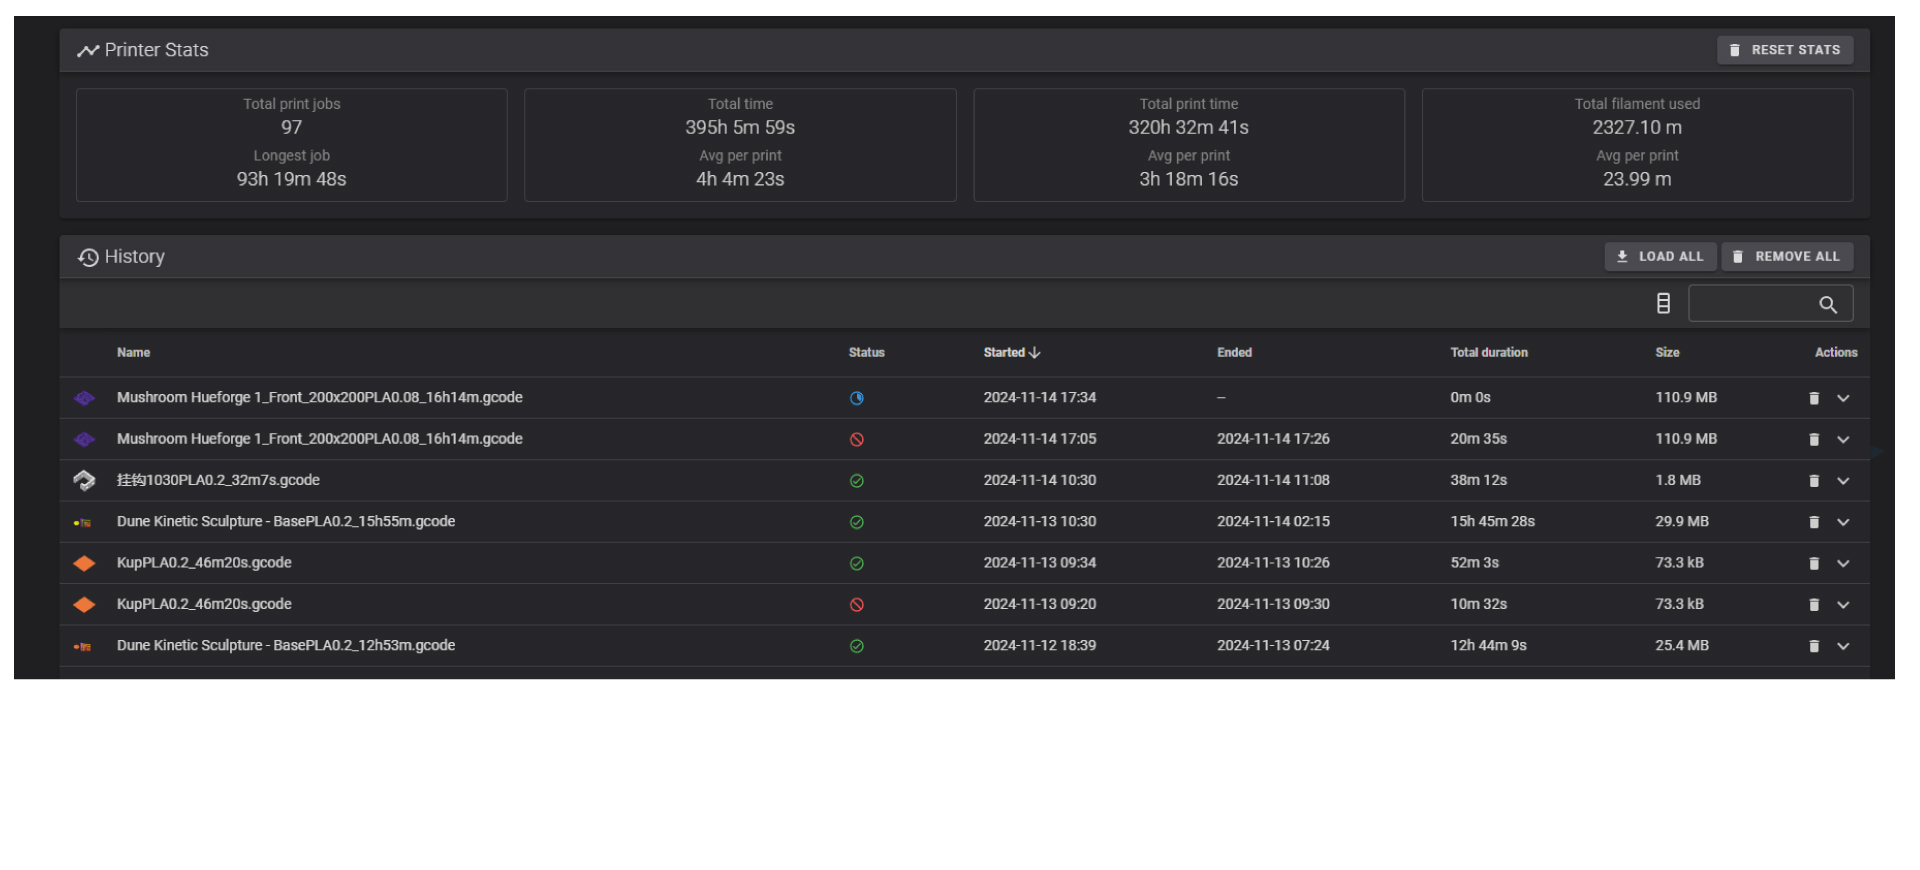 Printer Stats RESET STATS
Total print jobs Total time Total print time Total filament used
97 395h 5m 59s 320h 32m 41s 2327.10 m
Longest job Avg per print Avg per print Avg per print
93h 19m 48s 4h 4m 23s 3h 18m 16s 23.99 m
History LOAD ALL REMOVE ALL
Name Status Started Ended Total duration Size Actions
Mushroom Hueforge 1_Front_200x200PLA0.08_16h14m.gcode 2024-11-14 17:34 – 0m 0s 110.9 MB
Mushroom Hueforge 1_Front_200x200PLA0.08_16h14m.gcode 2024-11-14 17:05 2024-11-14 17:26 20m 35s 110.9 MB
挂钩1030PLA0.2_32m7s.gcode 2024-11-14 10:30 2024-11-14 11:08 38m 12s 1.8 MB
Dune Kinetic Sculpture - BasePLA0.2_15h55m.gcode 2024-11-13 10:30 2024-11-14 02:15 15h 45m 28s 29.9 MB
KupPLA0.2_46m20s.gcode 2024-11-13 09:34 2024-11-13 10:26 52m 3s 73.3 kB
KupPLA0.2_46m20s.gcode 2024-11-13 09:20 2024-11-13 09:30 10m 32s 73.3 kB
Dune Kinetic Sculpture - BasePLA0.2_12h53m.gcode 2024-11-12 18:39 2024-11-13 07:24 12h 44m 9s 25.4 MB